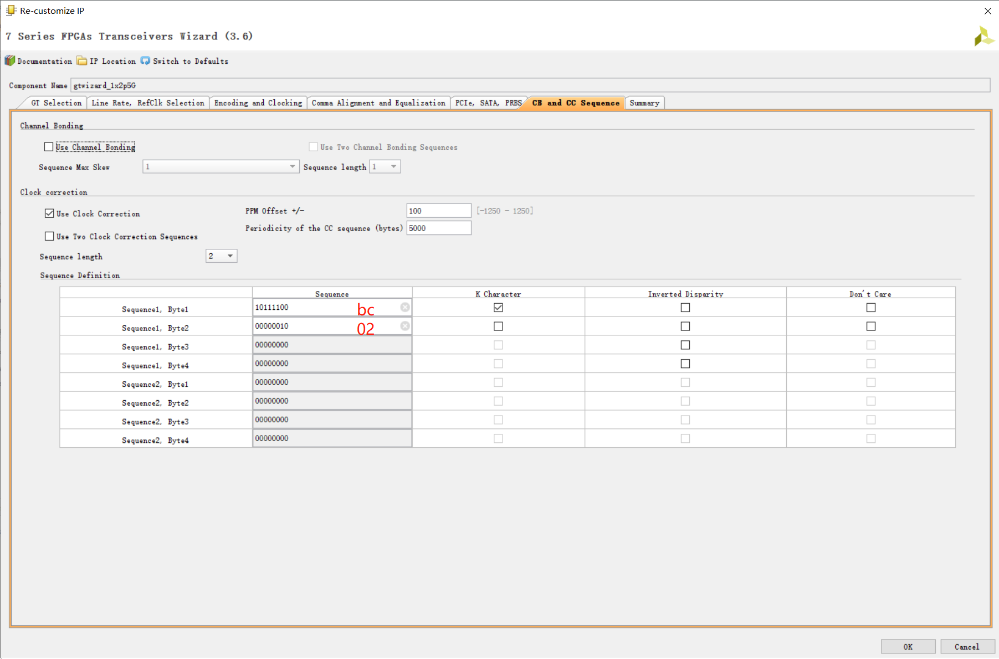 Re-customize IP
7 Series FPGAs Transceivers Wizard (3.6)
Documentation IP Location Switch to Defaults
Component Name gtwizard_1x2p5G
GT Selection Line Rate, RefClk Selection Encoding and Clocking Comma Alignment and Equalization PCIe, SATA, PRBS CB and CC Sequence Summary
Channel Bonding
Use Channel Bonding Use Two Channel Bonding Sequences
Sequence Max Skew 1 Sequence length 1
Clock correction
Use Clock Correction PPM Offset +/- 100 [-1250 - 1250]
Periodicity of the CC sequence (bytes) 5000
Use Two Clock Correction Sequences
Sequence length 2
Sequence Definition
Sequence K Character Inverted Disparity Don't Care
Sequence1, Byte1 10111100 bc
Sequence1, Byte2 00000010 02
Sequence1, Byte3 00000000
Sequence1, Byte4 00000000
Sequence2, Byte1 00000000
Sequence2, Byte2 00000000
Sequence2, Byte3 00000000
Sequence2, Byte4 00000000
OK Cancel